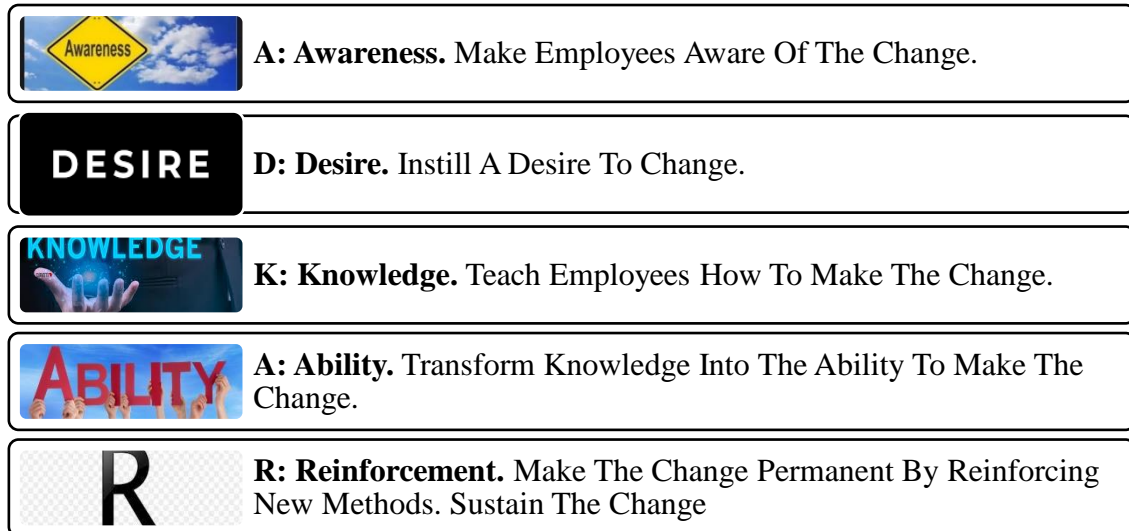 Awareness
A: Awareness. Make Employees Aware Of The Change.
DESIRE
D: Desire. Instill A Desire To Change.
KNOWLEDGE
K: Knowledge. Teach Employees How To Make The Change.
ABILITY
A: Ability. Transform Knowledge Into The Ability To Make The
Change.
R
R: Reinforcement. Make The Change Permanent By Reinforcing
New Methods. Sustain The Change